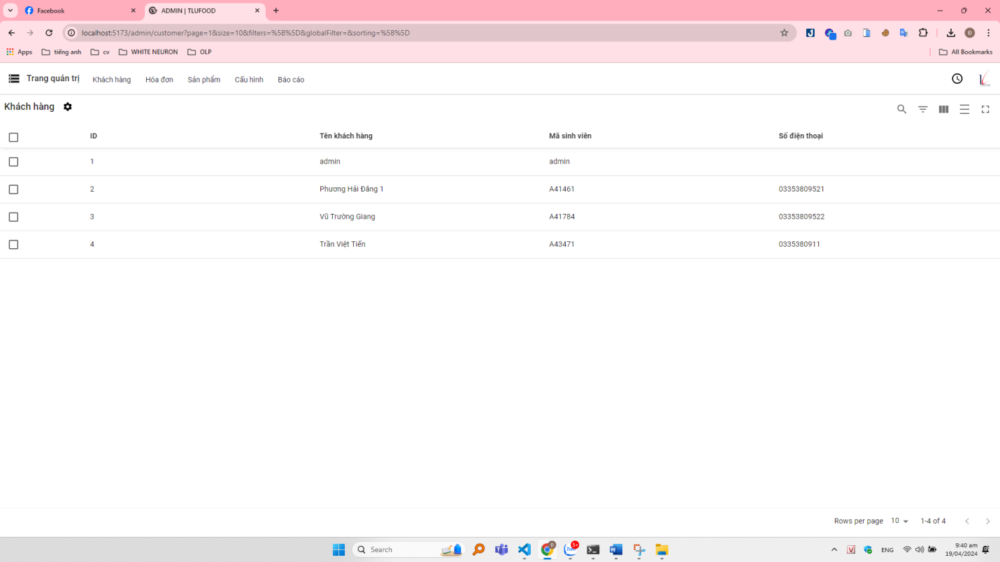 Facebook
ADMIN | TLUFOOD
localhost:5173/admin/customer?page=1&size=10&filters=%5B%5D&globalFilter=&sorting=%5B%5D
Apps tiếng anh cv WHITE NEURON OLP All Bookmarks
Trang quản trị Khách hàng Hóa đơn Sản phẩm Cấu hình Báo cáo
Khách hàng
ID Tên khách hàng Mã sinh viên Số điện thoại
1 admin admin
2 Phương Hải Đăng 1 A41461 03353809521
3 Vũ Trường Giang A41784 03353809522
4 Trần Việt Tiến A43471 0335380911
Rows per page 10 1-4 of 4
Search
5+
Zalo
ENG
9:40 am
19/04/2024